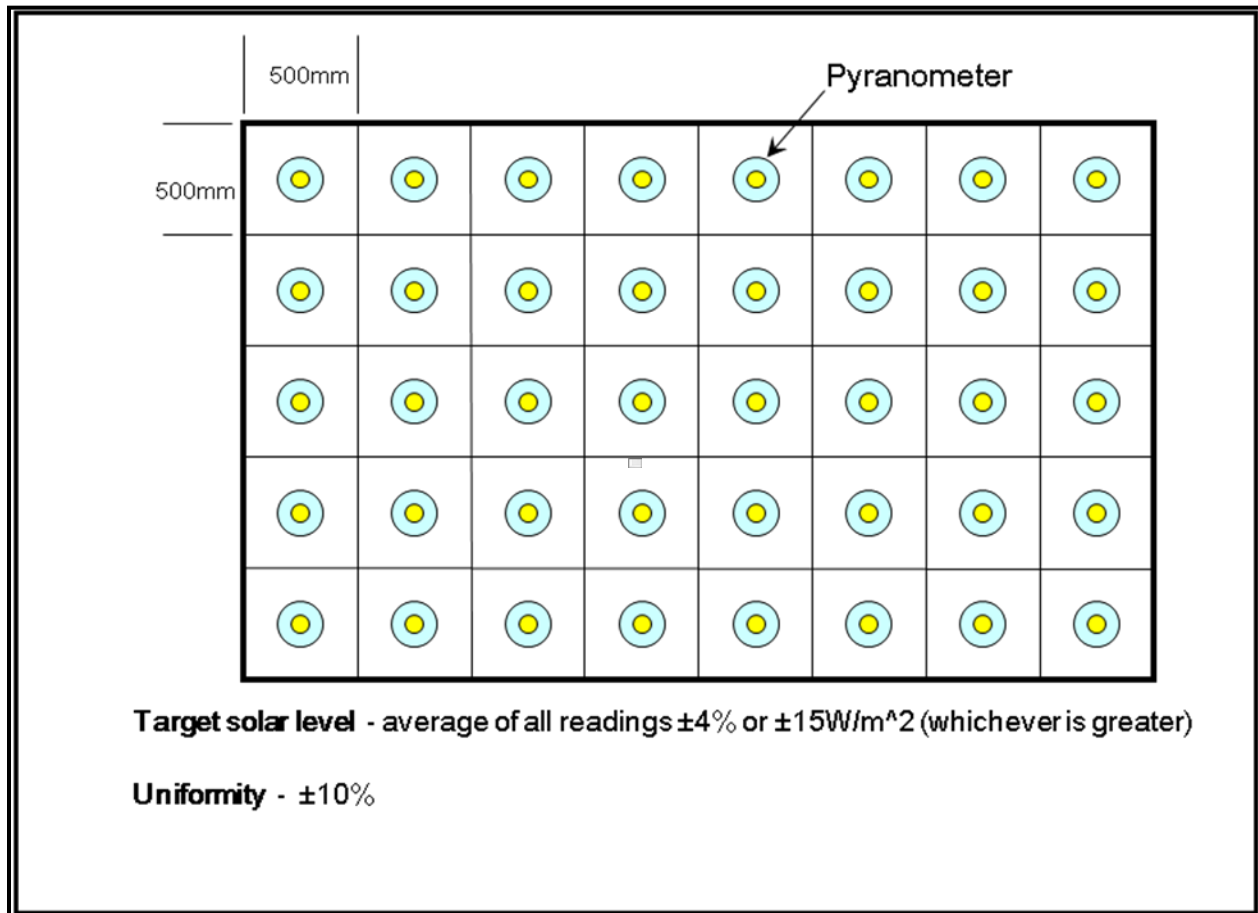 500mm
Pyranometer
500mm
Target solar level - average of all readings ±4% or ±15W/m^2 (whichever is greater)
Uniformity - ±10%